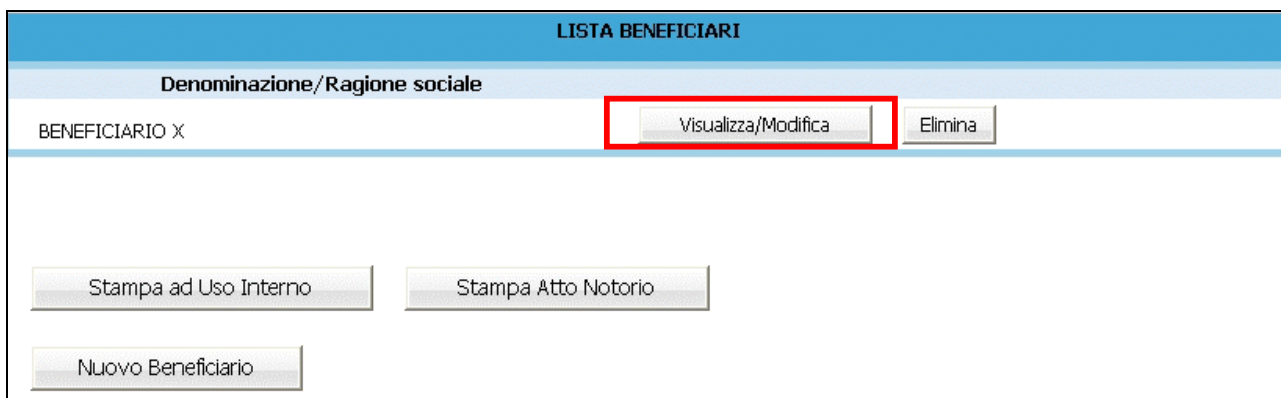 LISTA BENEFICIARI
Denominazione/Ragione sociale
BENEFICIARIO X Visualizza/Modifica Elimina
Stampa ad Uso Interno Stampa Atto Notorio
Nuovo Beneficiario